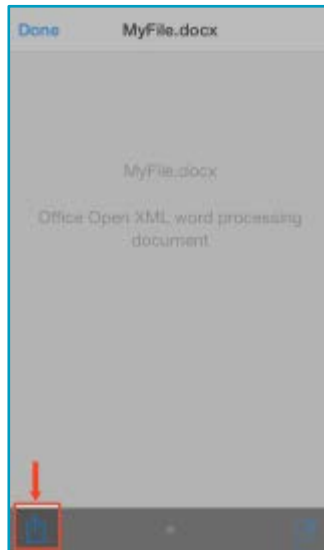 Done MyFile.docx
MyFile.docx
Office Open XML word processing
document